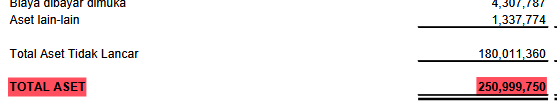 Biaya dibayar dimuka 4,307,787
Aset lain-lain 1,337,774
Total Aset Tidak Lancar 180,011,360
TOTAL ASET 250,999,750